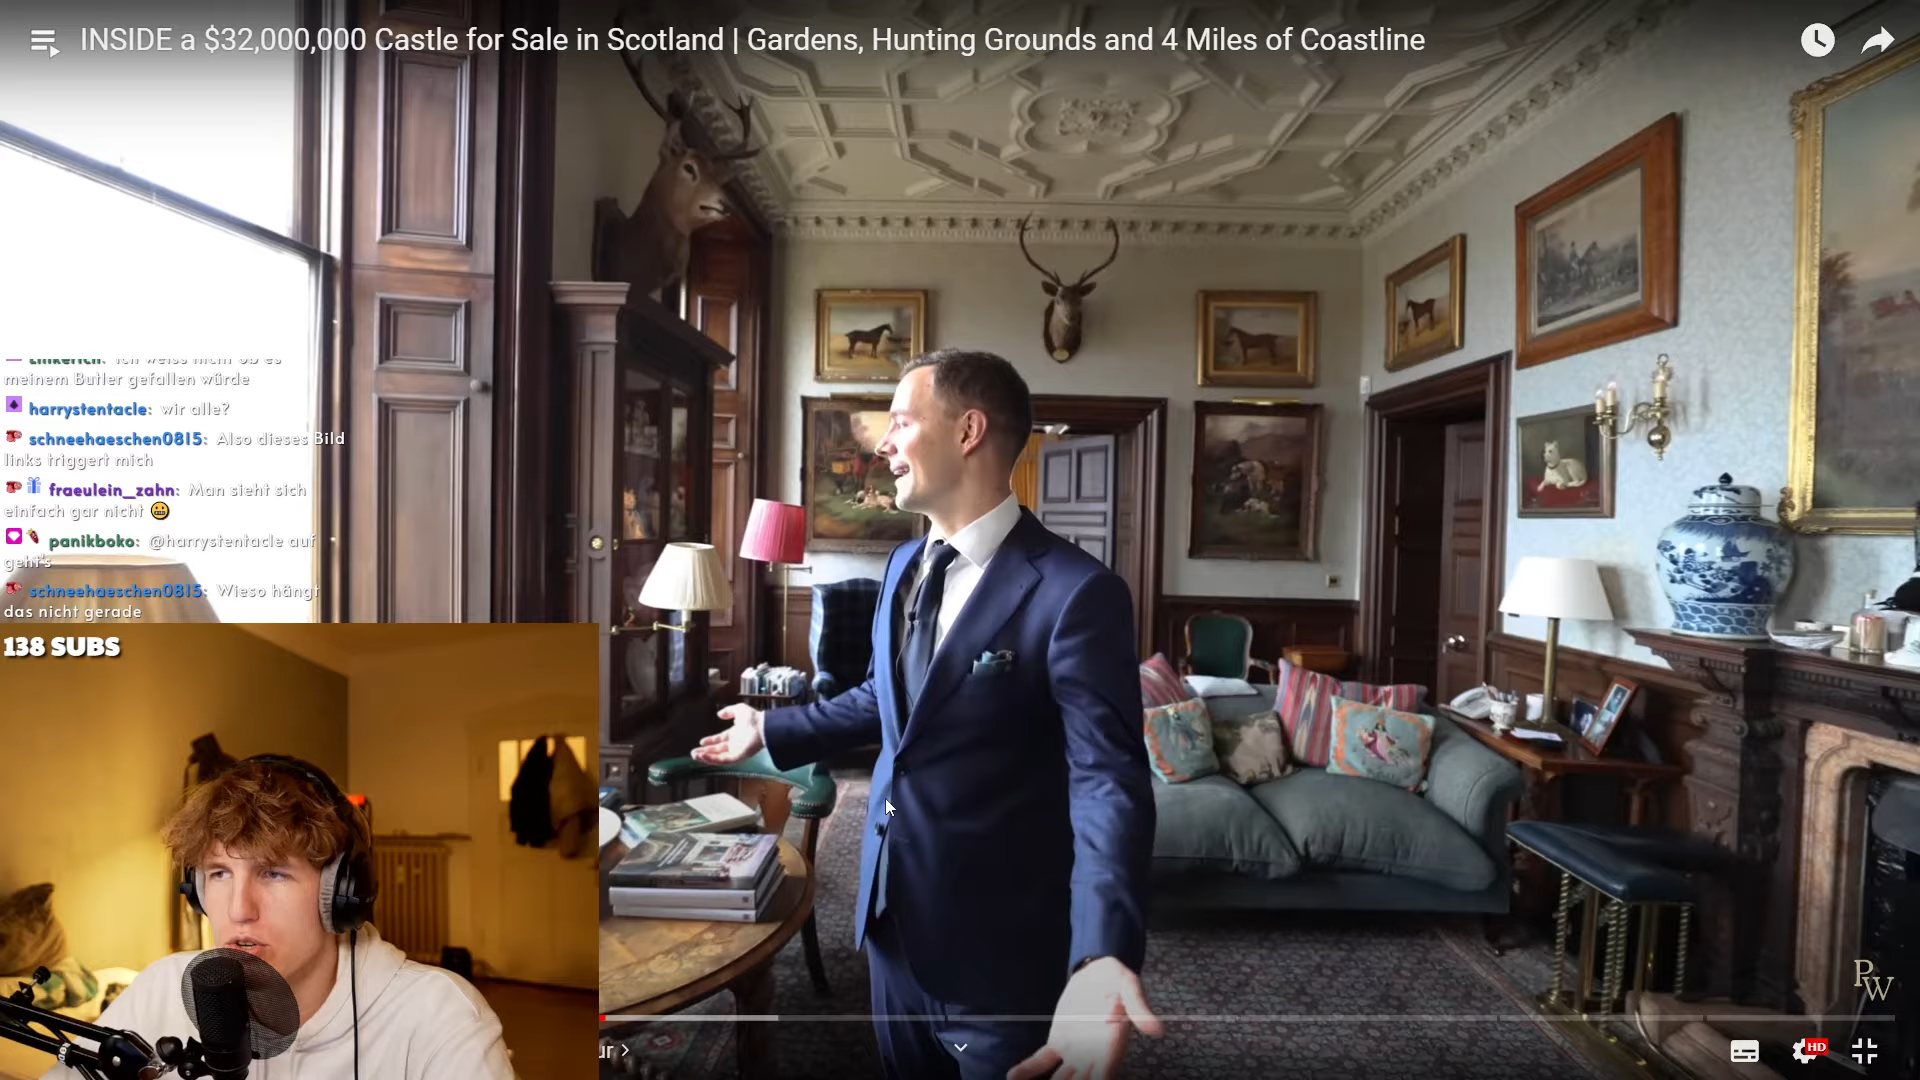 INSIDE a $32,000,000 Castle for Sale in Scotland | Gardens, Hunting Grounds and 4 Miles of Coastline
meinem Butler gefallen würde
harrystentacle: wir alle?
schneehaeschen0815: Also dieses Bild
links triggert mich
fraeulein_zahn: Man sieht sich
einfach gar nicht 😬
panikboko: @harrystentacle auf
geht's
schneehaeschen0815: Wieso hängt
das nicht gerade
138 SUBS
PW
ur >
HD